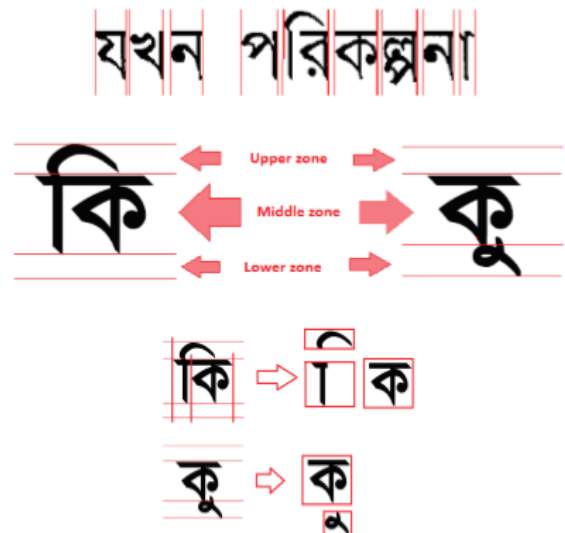 যখন পরিকল্পনা
Upper zone
কি Middle zone কু
Lower zone
কি ি ক
কু ক ু